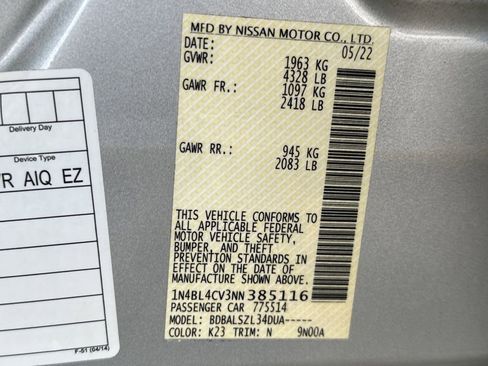 MFD BY NISSAN MOTOR CO., LTD.
DATE: 05/22
GVWR: 1963 KG
4328 LB
GAWR FR.: 1097 KG
2418 LB
GAWR RR.: 945 KG
2083 LB
THIS VEHICLE CONFORMS TO
ALL APPLICABLE FEDERAL
MOTOR VEHICLE SAFETY,
BUMPER, AND THEFT
PREVENTION STANDARDS IN
EFFECT ON THE DATE OF
MANUFACTURE SHOWN ABOVE.
1N4BL4CV3NN385116
PASSENGER CAR 775514
MODEL: BDBALSZL34DUA-----
COLOR: K23 TRIM: N 9N00A
Delivery Day
Device Type
AIQ EZ
F-51 (04/14)